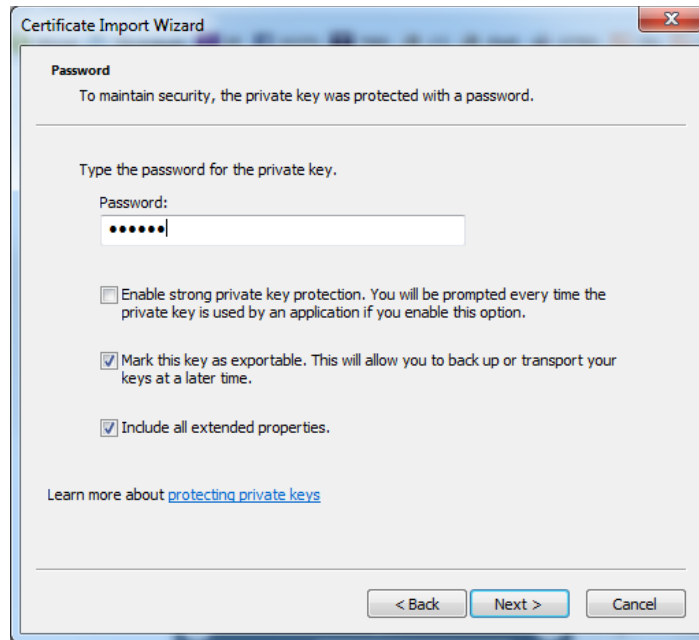 Certificate Import Wizard
Password
To maintain security, the private key was protected with a password.
Type the password for the private key.
Password:
••••••
Enable strong private key protection. You will be prompted every time the
private key is used by an application if you enable this option.
Mark this key as exportable. This will allow you to back up or transport your
keys at a later time.
Include all extended properties.
Learn more about protecting private keys
< Back Next > Cancel